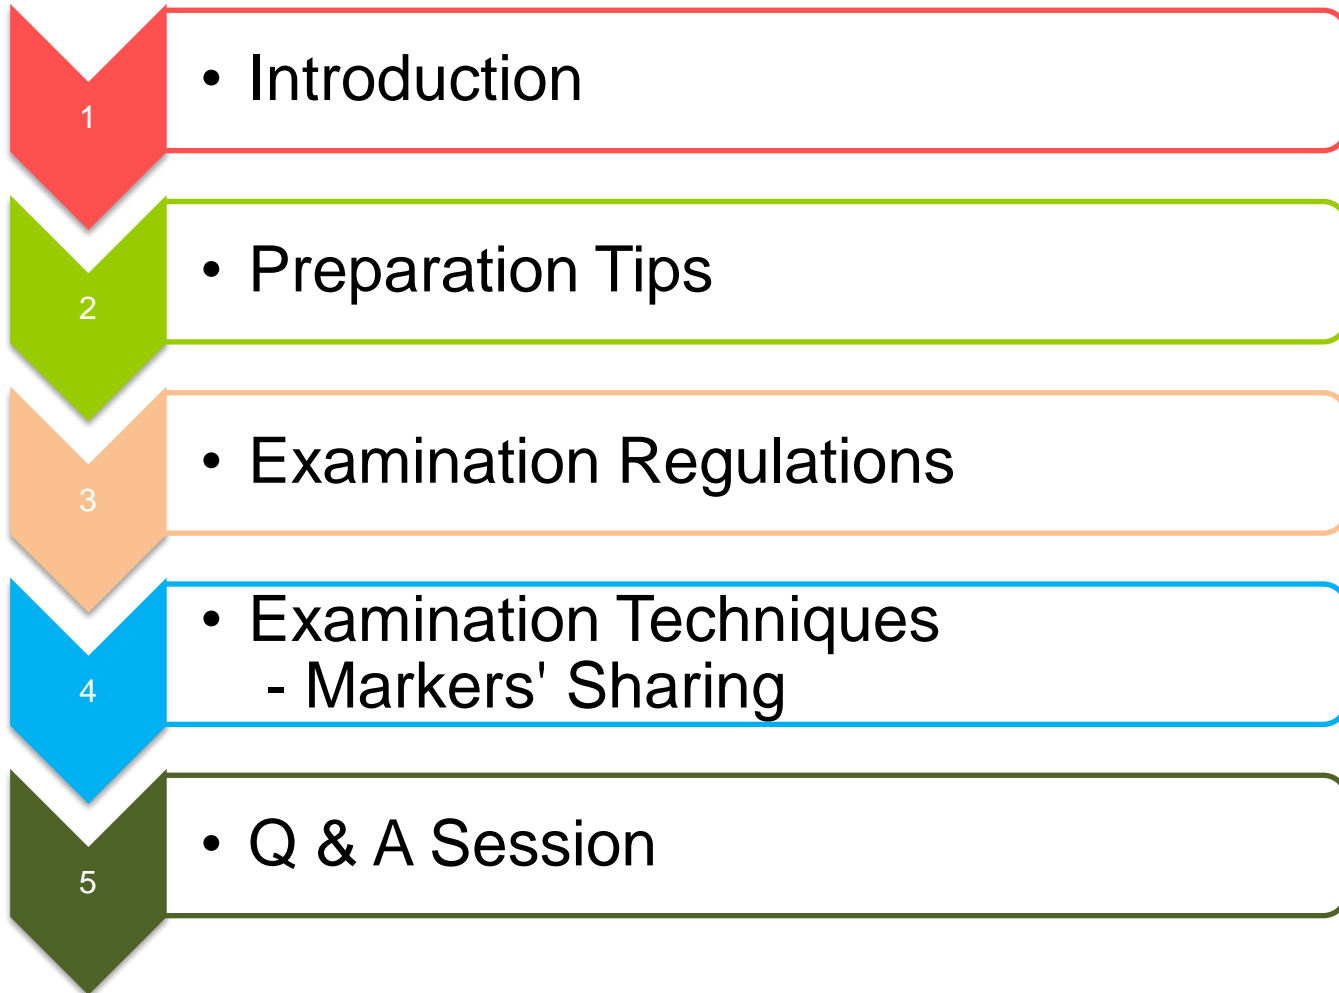 1
• Introduction
2
• Preparation Tips
3
• Examination Regulations
4
• Examination Techniques
- Markers' Sharing
5
• Q & A Session